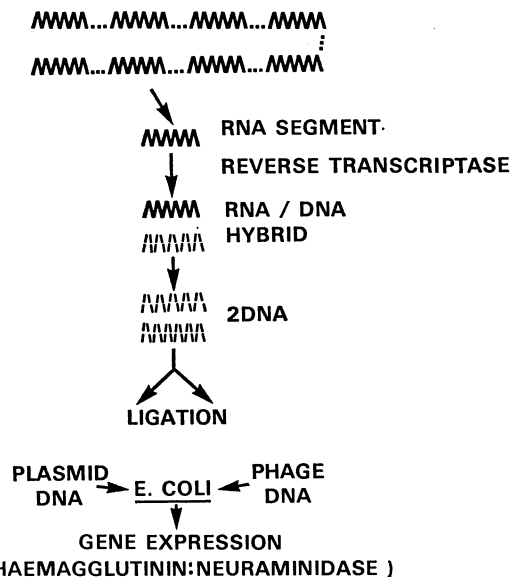 RNA SEGMENT.
REVERSE TRANSCRIPTASE
RNA / DNA
HYBRID
2DNA
LIGATION
PLASMID
DNA
E. COLI
PHAGE
DNA
GENE EXPRESSION
HAEMAGGLUTININ:NEURAMINIDASE )